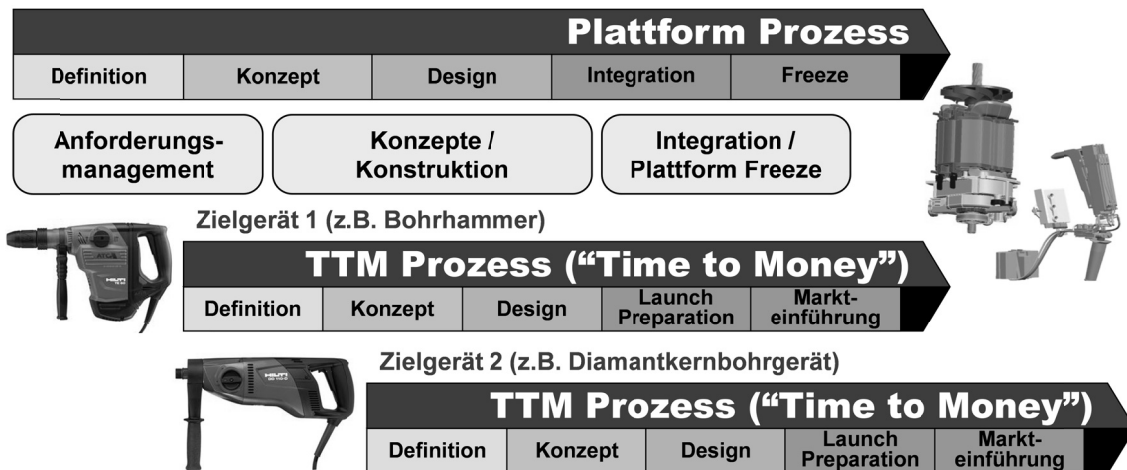 Plattform Prozess
Definition Konzept Design Integration Freeze
Anforderungs-
management
Konzepte /
Konstruktion
Integration /
Plattform Freeze
Zielgerät 1 (z.B. Bohrhammer)
HILTI
TTM Prozess (“Time to Money”)
Definition Konzept Design Launch
Preparation Markt-
einführung
Zielgerät 2 (z.B. Diamantkernbohrgerät)
HILTI
TTM Prozess (“Time to Money”)
Definition Konzept Design Launch
Preparation Markt-
einführung